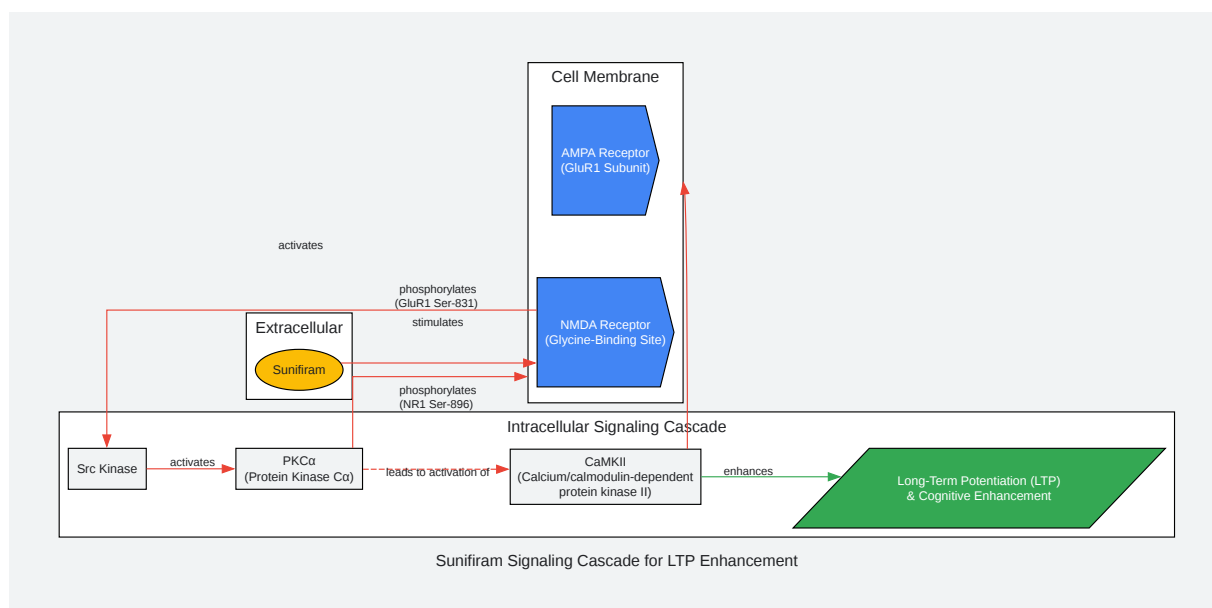 Cell Membrane
AMPA Receptor
(GluR1 Subunit)
activates
phosphorylates
(GluR1 Ser-831)
stimulates
NMDA Receptor
(Glycine-Binding Site)
Extracellular
Sunifiram
phosphorylates
(NR1 Ser-896)
Intracellular Signaling Cascade
Src Kinase
activates
PKCα
(Protein Kinase Cα)
leads to activation of
CaMKII
(Calcium/calmodulin-dependent
protein kinase II)
enhances
Long-Term Potentiation (LTP)
& Cognitive Enhancement
Sunifiram Signaling Cascade for LTP Enhancement